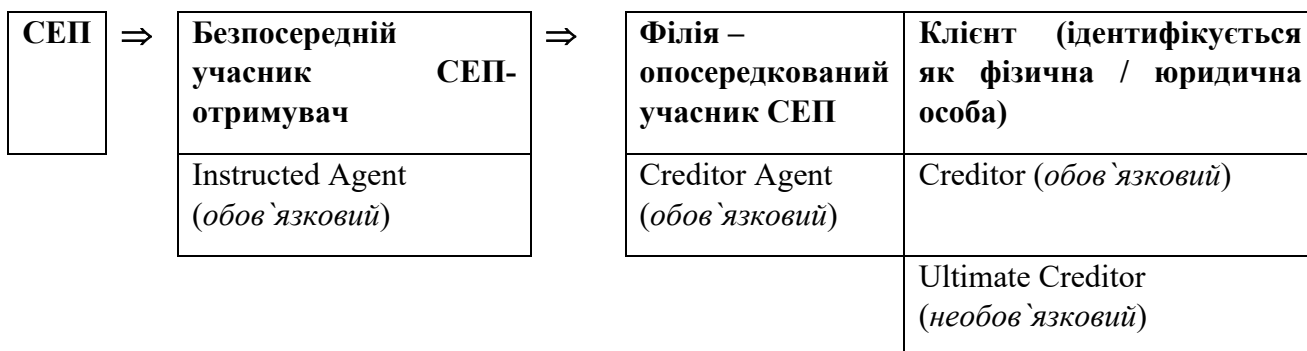 СЕП ⇒ Безпосередній учасник СЕП-отримувач ⇒ Філія – опосередкований учасник СЕП Клієнт (ідентифікується як фізична / юридична особа)
Instructed Agent (обов`язковий) Creditor Agent (обов`язковий) Creditor (обов`язковий)
Ultimate Creditor (необов`язковий)